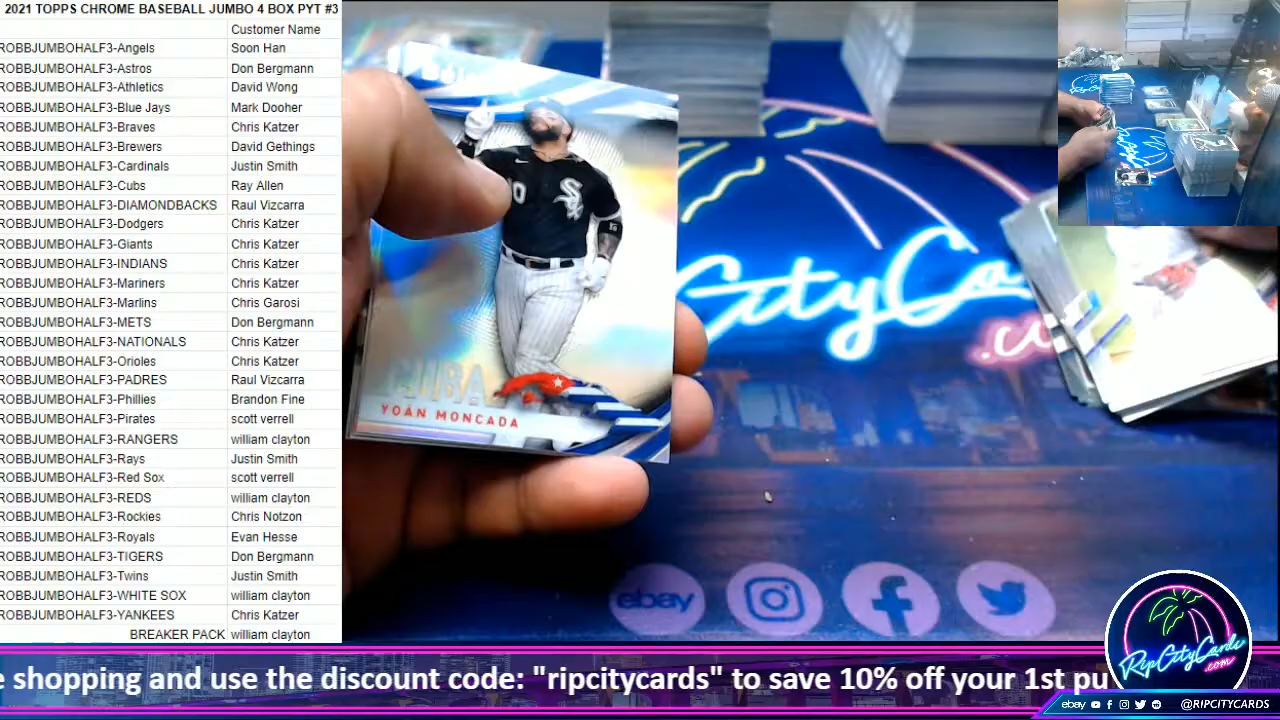 2021 TOPPS CHROME BASEBALL JUMBO 4 BOX PYT #3
Customer Name
ROBBJUMBOHALF3-Angels Soon Han
ROBBJUMBOHALF3-Astros Don Bergmann
ROBBJUMBOHALF3-Athletics David Wong
ROBBJUMBOHALF3-Blue Jays Mark Dooher
ROBBJUMBOHALF3-Braves Chris Katzer
ROBBJUMBOHALF3-Brewers David Gethings
ROBBJUMBOHALF3-Cardinals Justin Smith
ROBBJUMBOHALF3-Cubs Ray Allen
ROBBJUMBOHALF3-DIAMONDBACKS Raul Vizcarra
ROBBJUMBOHALF3-Dodgers Chris Katzer
ROBBJUMBOHALF3-Giants Chris Katzer
ROBBJUMBOHALF3-INDIANS Chris Katzer
ROBBJUMBOHALF3-Mariners Chris Katzer
ROBBJUMBOHALF3-Marlins Chris Garosi
ROBBJUMBOHALF3-METS Don Bergmann
ROBBJUMBOHALF3-NATIONALS Chris Katzer
ROBBJUMBOHALF3-Orioles Chris Katzer
ROBBJUMBOHALF3-PADRES Raul Vizcarra
ROBBJUMBOHALF3-Phillies Brandon Fine
ROBBJUMBOHALF3-Pirates scott verrell
ROBBJUMBOHALF3-RANGERS william clayton
ROBBJUMBOHALF3-Rays Justin Smith
ROBBJUMBOHALF3-Red Sox scott verrell
ROBBJUMBOHALF3-REDS william clayton
ROBBJUMBOHALF3-Rockies Chris Notzon
ROBBJUMBOHALF3-Royals Evan Hesse
ROBBJUMBOHALF3-TIGERS Don Bergmann
ROBBJUMBOHALF3-Twins Justin Smith
ROBBJUMBOHALF3-WHITE SOX william clayton
ROBBJUMBOHALF3-YANKEES Chris Katzer
BREAKER PACK william clayton
CUBA
YOÁN MONCADA
RipCityCa
.co
ebay
e shopping and use the discount code: "ripcitycards" to save 10% off your 1st pu
RipCityCards
.com
ebay @RIPCITYCARDS